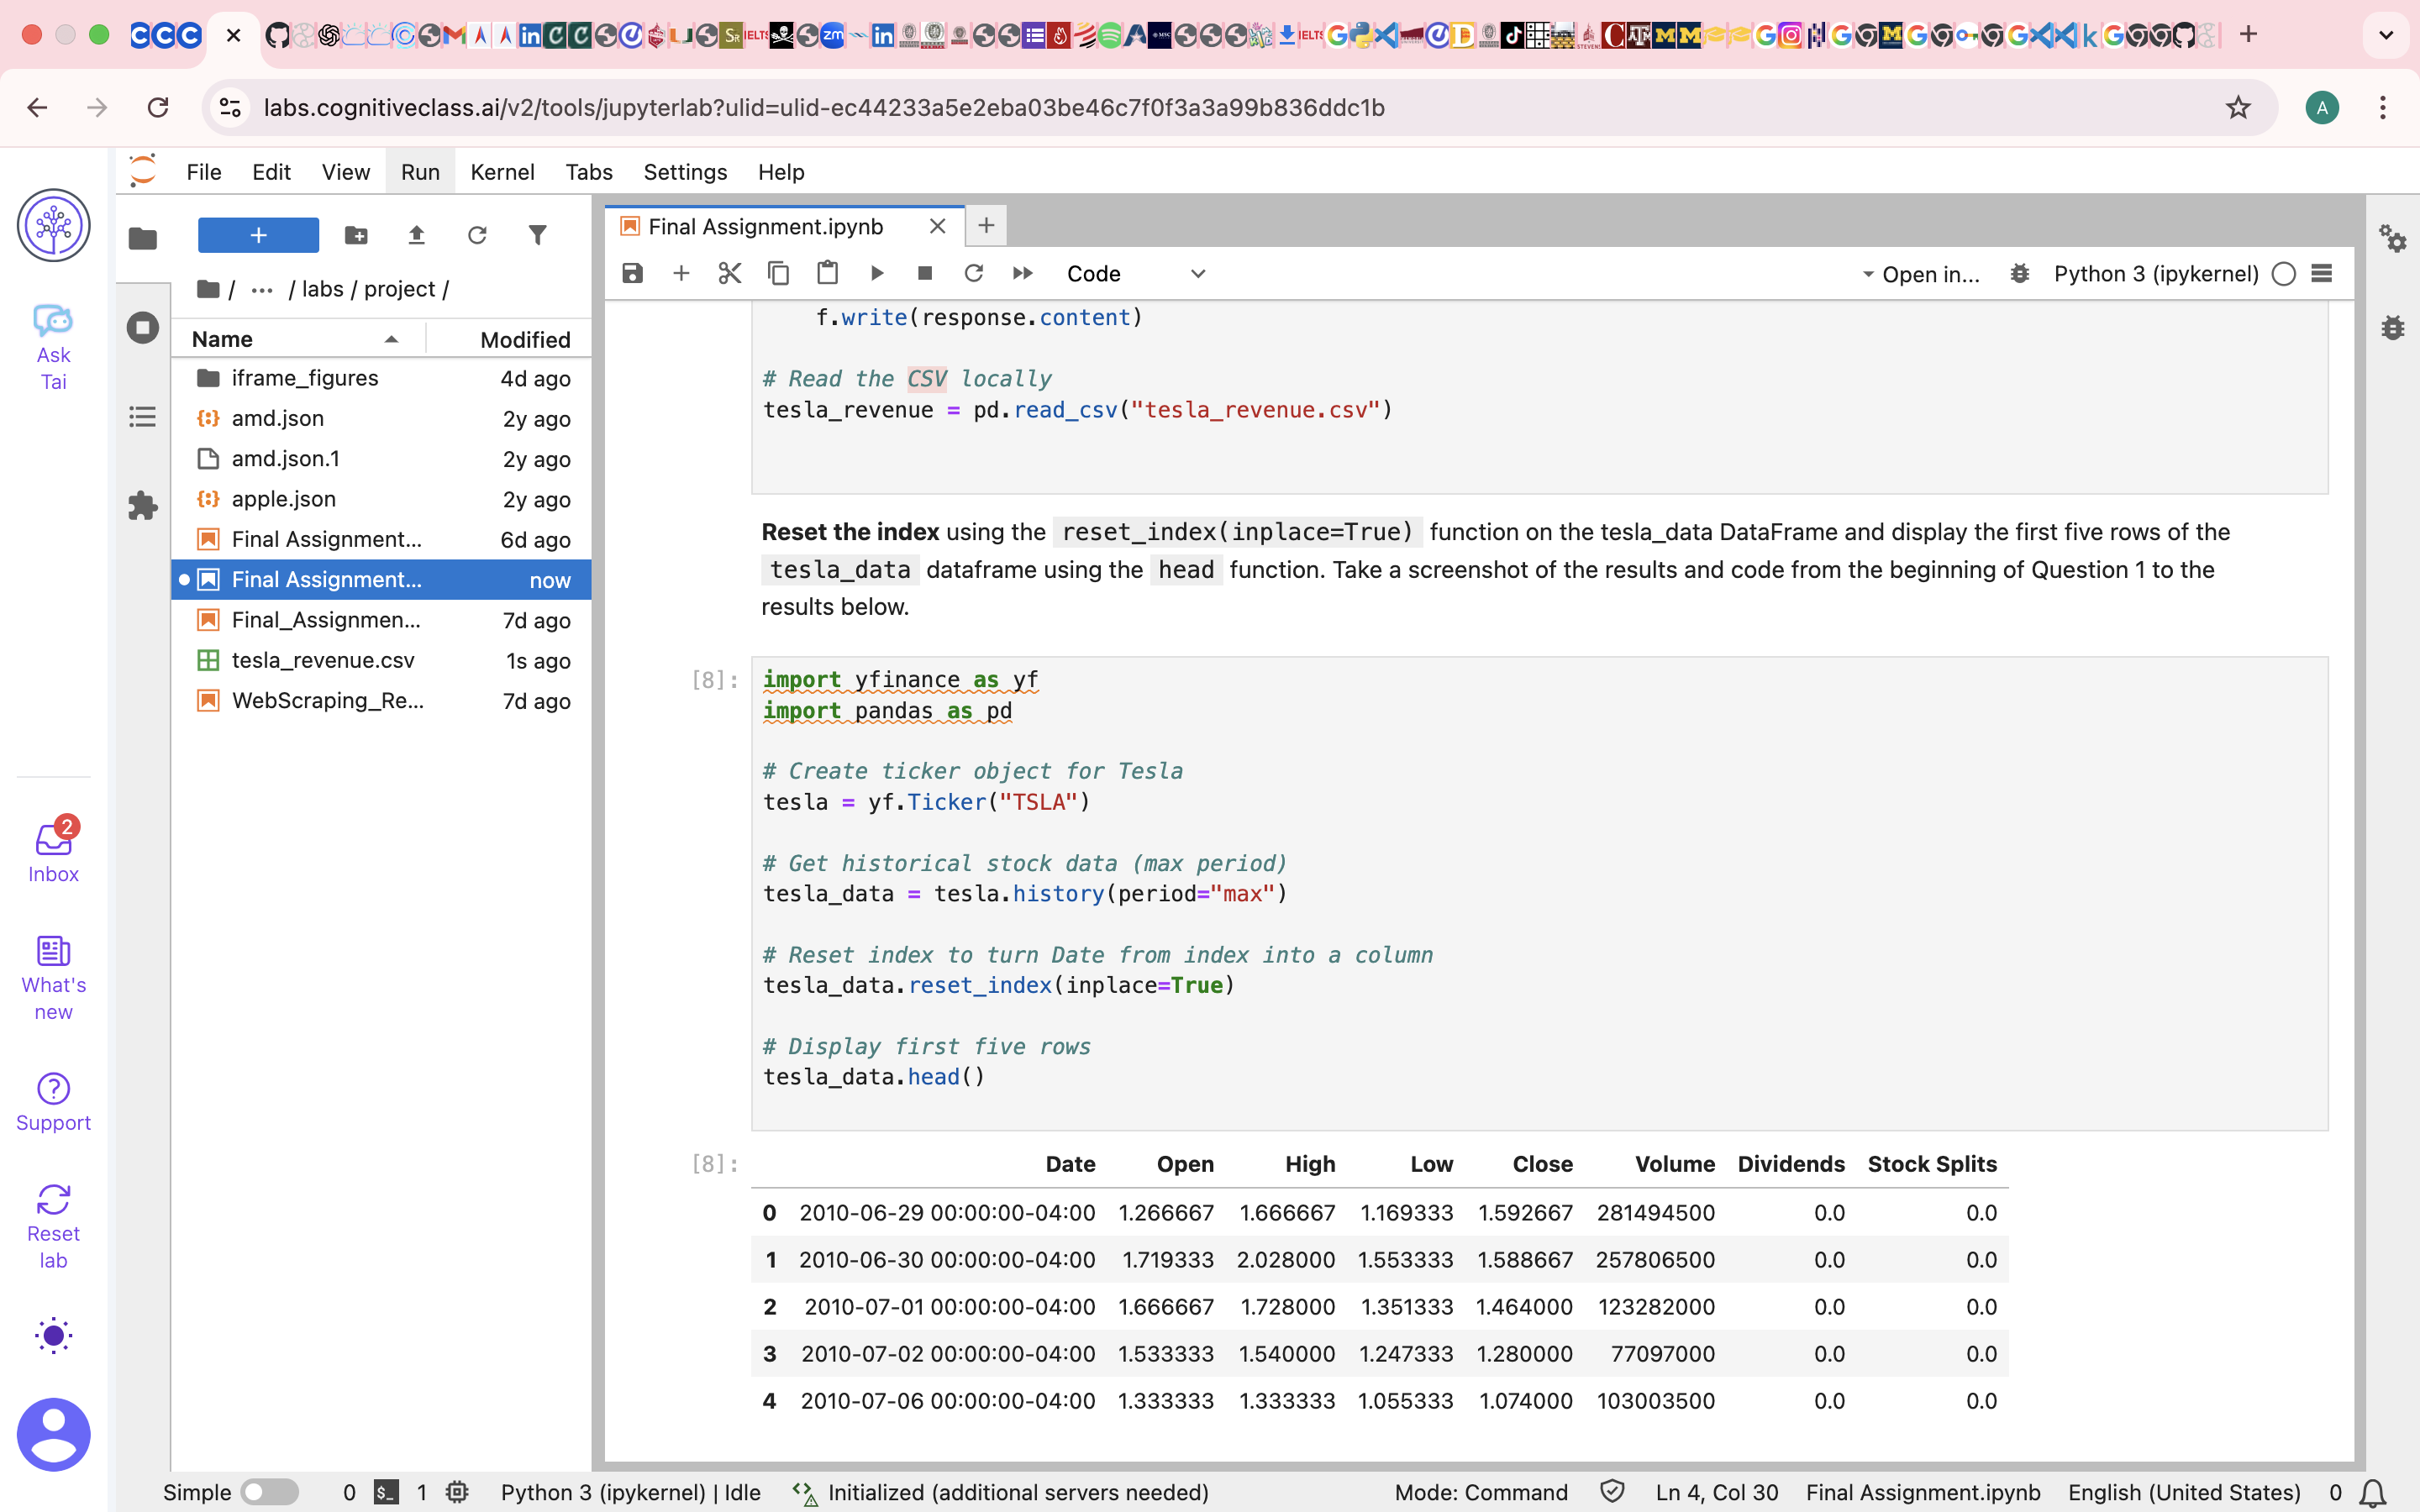 labs.cognitiveclass.ai/v2/tools/jupyterlab?ulid=ulid-ec44233a5e2eba03be46c7f0f3a3a99b836ddc1b
A
File Edit View Run Kernel Tabs Settings Help
Ask
Tai
Inbox
2
What's
new
Support
Reset
lab
+
/ ... / labs / project /
Name Modified
iframe_figures 4d ago
amd.json 2y ago
amd.json.1 2y ago
apple.json 2y ago
Final Assignment... 6d ago
Final Assignment... now
Final_Assignmen... 7d ago
tesla_revenue.csv 1s ago
WebScraping_Re... 7d ago
Final Assignment.ipynb
Code
Open in... Python 3 (ipykernel)
f.write(response.content)
# Read the CSV locally
tesla_revenue = pd.read_csv("tesla_revenue.csv")
Reset the index using the reset_index(inplace=True) function on the tesla_data DataFrame and display the first five rows of the
tesla_data dataframe using the head function. Take a screenshot of the results and code from the beginning of Question 1 to the
results below.
[8]: import yfinance as yf
import pandas as pd
# Create ticker object for Tesla
tesla = yf.Ticker("TSLA")
# Get historical stock data (max period)
tesla_data = tesla.history(period="max")
# Reset index to turn Date from index into a column
tesla_data.reset_index(inplace=True)
# Display first five rows
tesla_data.head()
[8]: Date Open High Low Close Volume Dividends Stock Splits
0 2010-06-29 00:00:00-04:00 1.266667 1.666667 1.169333 1.592667 281494500 0.0 0.0
1 2010-06-30 00:00:00-04:00 1.719333 2.028000 1.553333 1.588667 257806500 0.0 0.0
2 2010-07-01 00:00:00-04:00 1.666667 1.728000 1.351333 1.464000 123282000 0.0 0.0
3 2010-07-02 00:00:00-04:00 1.533333 1.540000 1.247333 1.280000 77097000 0.0 0.0
4 2010-07-06 00:00:00-04:00 1.333333 1.333333 1.055333 1.074000 103003500 0.0 0.0
Simple 0 $_ 1 Python 3 (ipykernel) | Idle Initialized (additional servers needed) Mode: Command Ln 4, Col 30 Final Assignment.ipynb English (United States) 0